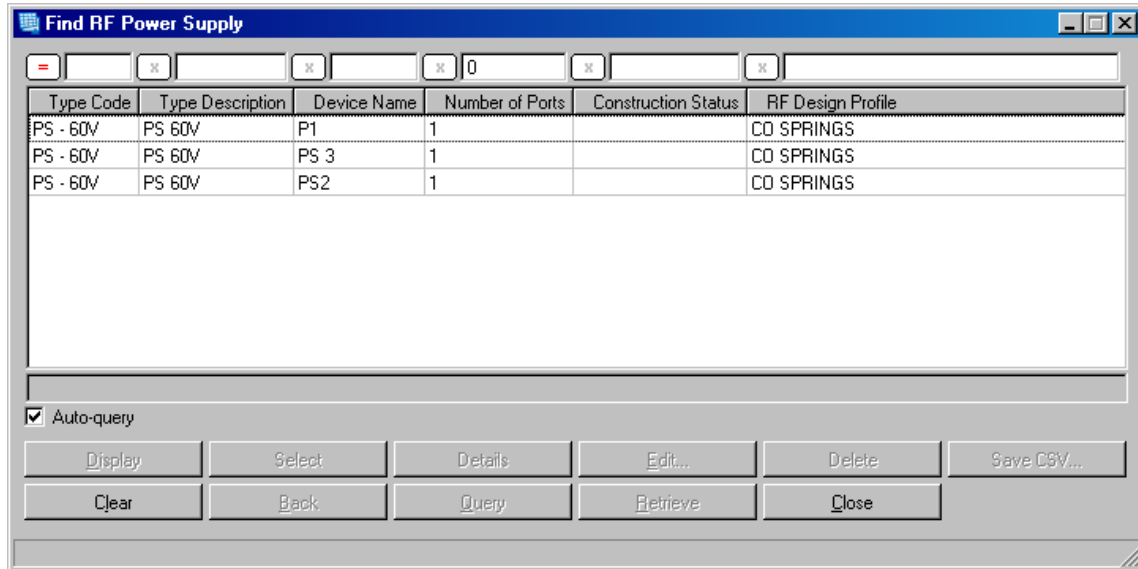 Find RF Power Supply
= x x x 0 x x
Type Code Type Description Device Name Number of Ports Construction Status RF Design Profile
PS - 60V PS 60V P1 1 CO SPRINGS
PS - 60V PS 60V PS 3 1 CO SPRINGS
PS - 60V PS 60V PS2 1 CO SPRINGS
Auto-query
Display Select Details Edit... Delete Save CSV...
Clear Back Query Retrieve Close